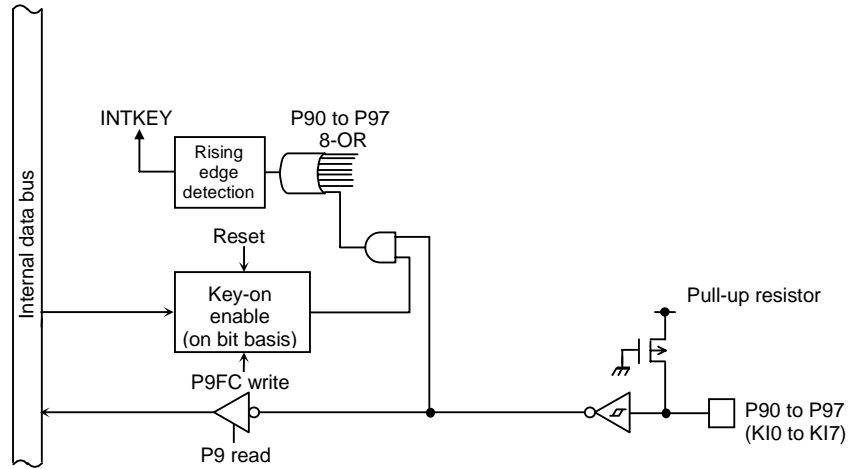 INTKEY
P90 to P97
8-OR
Rising
edge
detection
Internal data bus
Reset
Key-on
enable
(on bit basis)
Pull-up resistor
P9FC write
P90 to P97
(KI0 to KI7)
P9 read